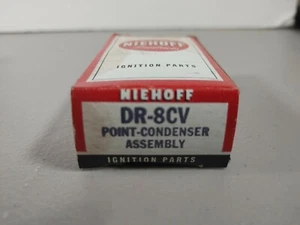 NIEHOFF
IGNITION PARTS
NIEHOFF
DR-8CV
POINT-CONDENSER
ASSEMBLY
IGNITION PARTS